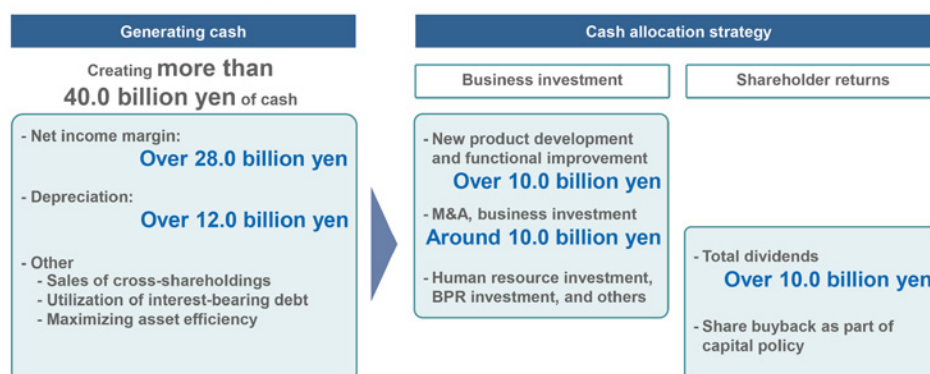 Generating cash
Creating more than
40.0 billion yen of cash
- Net income margin:
Over 28.0 billion yen
- Depreciation:
Over 12.0 billion yen
- Other
- Sales of cross-shareholdings
- Utilization of interest-bearing debt
- Maximizing asset efficiency
Cash allocation strategy
Business investment
- New product development
and functional improvement
Over 10.0 billion yen
- M&A, business investment
Around 10.0 billion yen
- Human resource investment,
BPR investment, and others
Shareholder returns
- Total dividends
Over 10.0 billion yen
- Share buyback as part of
capital policy